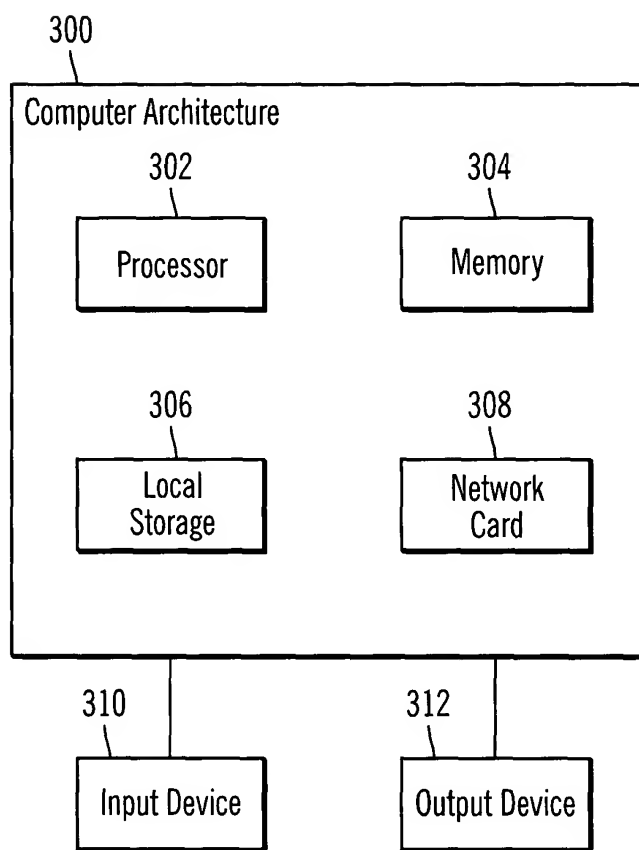 300
Computer Architecture
302
304
Processor
Memory
306
308
Local
Storage
Network
Card
310
312
Input Device
Output Device